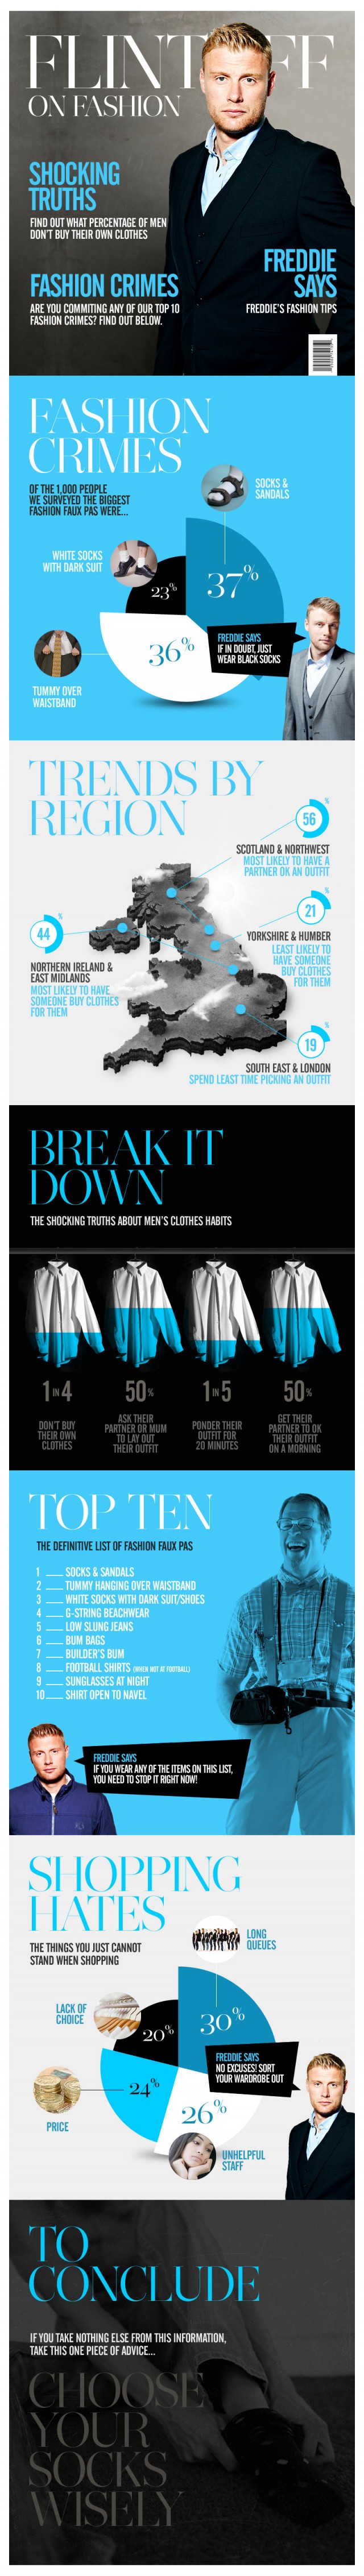 FLINTOFF
ON FASHION
SHOCKING
TRUTHS
FIND OUT WHAT PERCENTAGE OF MEN
DON'T BUY THEIR OWN CLOTHES
FASHION CRIMES
ARE YOU COMMITING ANY OF OUR TOP 10
FASHION CRIMES? FIND OUT BELOW.
FREDDIE
SAYS
FREDDIE'S FASHION TIPS
FASHION
CRIMES
OF THE 1,000 PEOPLE
WE SURVEYED THE BIGGEST
FASHION FAUX PAS WERE...
SOCKS &
SANDALS
WHITE SOCKS
WITH DARK SUIT
23%
37%
36%
FREDDIE SAYS
IF IN DOUBT, JUST
WEAR BLACK SOCKS
TUMMY OVER
WAISTBAND
TRENDS BY
REGION
56%
SCOTLAND & NORTHWEST
MOST LIKELY TO HAVE A
PARTNER OK AN OUTFIT
21%
YORKSHIRE & HUMBER
LEAST LIKELY TO
HAVE SOMEONE
BUY CLOTHES
FOR THEM
44%
NORTHERN IRELAND &
EAST MIDLANDS
MOST LIKELY TO HAVE
SOMEONE BUY CLOTHES
FOR THEM
19%
SOUTH EAST & LONDON
SPEND LEAST TIME PICKING AN OUTFIT
BREAK IT
DOWN
THE SHOCKING TRUTHS ABOUT MEN'S CLOTHES HABITS
1 IN 4
DON'T BUY
THEIR OWN
CLOTHES
50%
ASK THEIR
PARTNER OR MUM
TO LAY OUT
THEIR OUTFIT
1 IN 5
PONDER THEIR
OUTFIT FOR
20 MINUTES
50%
GET THEIR
PARTNER TO OK
THEIR OUTFIT
ON A MORNING
TOP TEN
THE DEFINITIVE LIST OF FASHION FAUX PAS
1 SOCKS & SANDALS
2 TUMMY HANGING OVER WAISTBAND
3 WHITE SOCKS WITH DARK SUIT/SHOES
4 G-STRING BEACHWEAR
5 LOW SLUNG JEANS
6 BUM BAGS
7 BUILDER'S BUM
8 FOOTBALL SHIRTS (WHEN NOT AT FOOTBALL)
9 SUNGLASSES AT NIGHT
10 SHIRT OPEN TO NAVEL
FREDDIE SAYS
IF YOU WEAR ANY OF THE ITEMS ON THIS LIST,
YOU NEED TO STOP IT RIGHT NOW!
SHOPPING
HATES
THE THINGS YOU JUST CANNOT
STAND WHEN SHOPPING
LONG
QUEUES
LACK OF
CHOICE
20%
30%
FREDDIE SAYS
NO EXCUSES! SORT
YOUR WARDROBE OUT
24%
26%
PRICE
UNHELPFUL
STAFF
TO
CONCLUDE
IF YOU TAKE NOTHING ELSE FROM THIS INFORMATION,
TAKE THIS ONE PIECE OF ADVICE...
CHOOSE
YOUR
SOCKS
WISELY